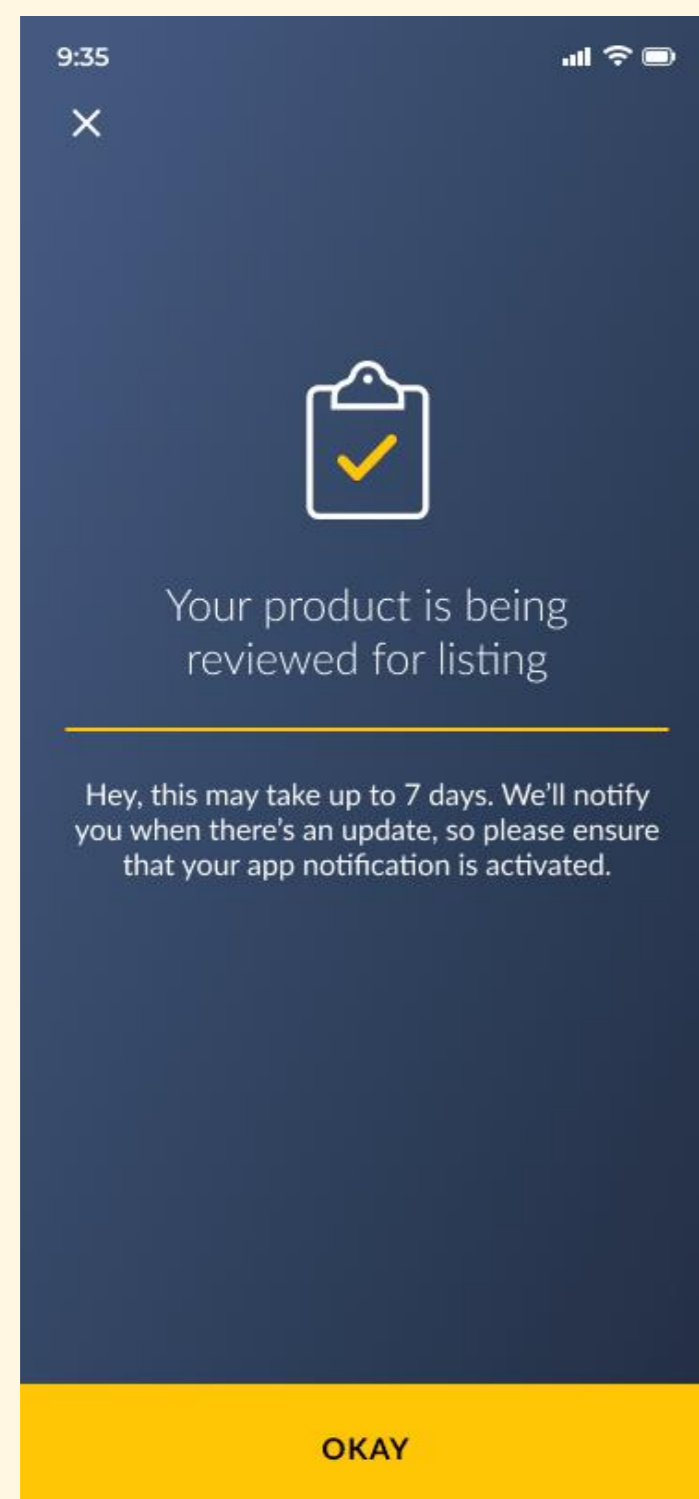 9:35
Your product is being
reviewed for listing
Hey, this may take up to 7 days. We’ll notify
you when there’s an update, so please ensure
that your app notification is activated.
OKAY